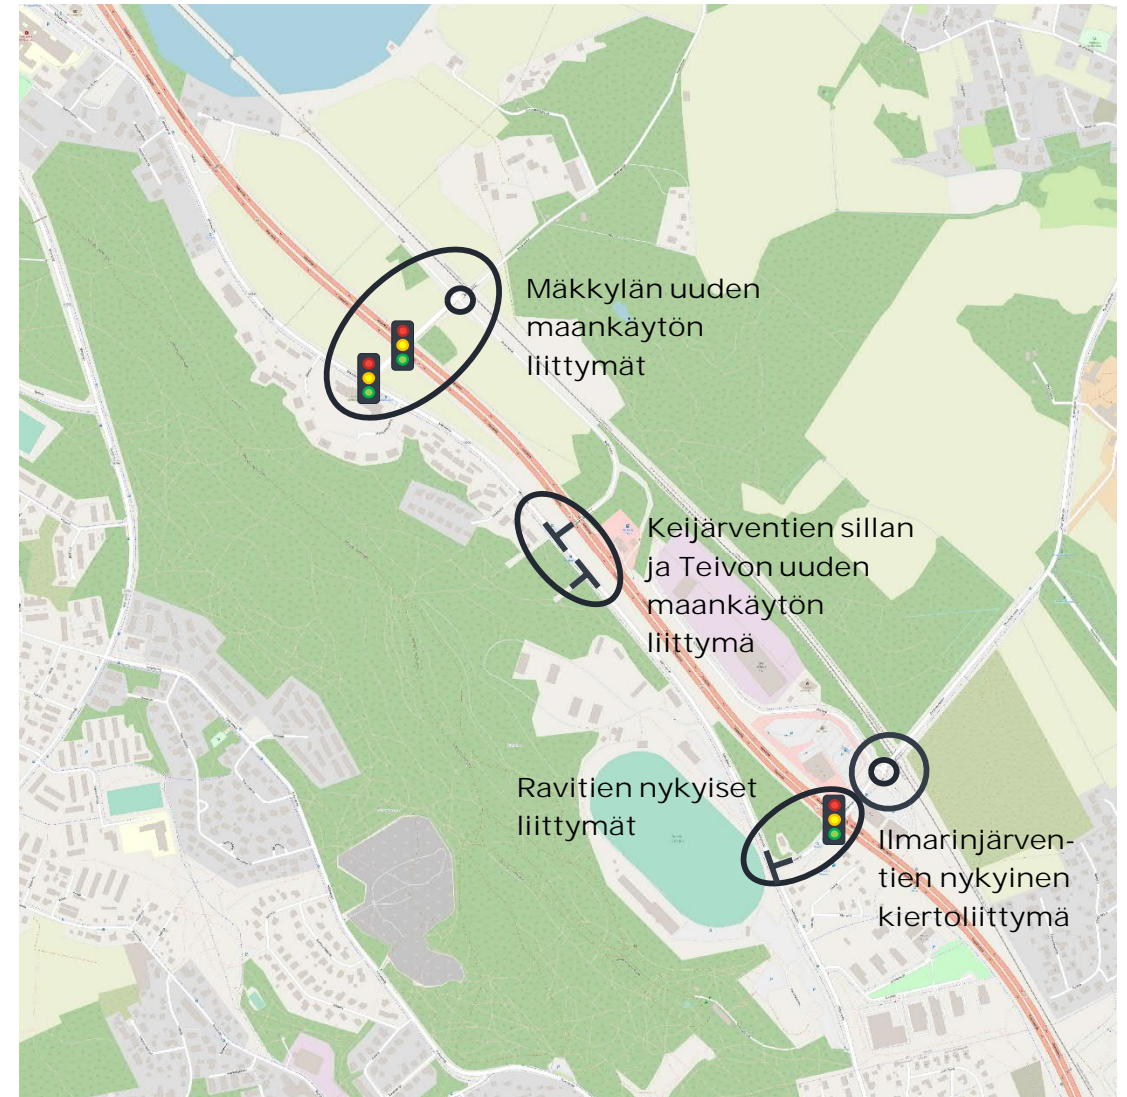 Mäkkylän uuden
maankäytön
liittymät
Keijärventien sillan
ja Teivon uuden
maankäytön
liittymä
Ravitien nykyiset
liittymät
Ilmarinjärven-
tien nykyinen
kiertoliittymä